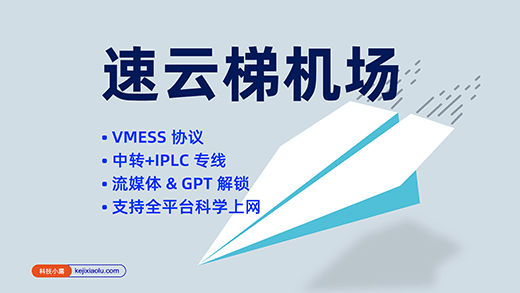 速云梯机场
• VMESS 协议
• 中转+IPLC 专线
• 流媒体 & GPT 解锁
• 支持全平台科学上网
科技小露 kejixiaolu.com